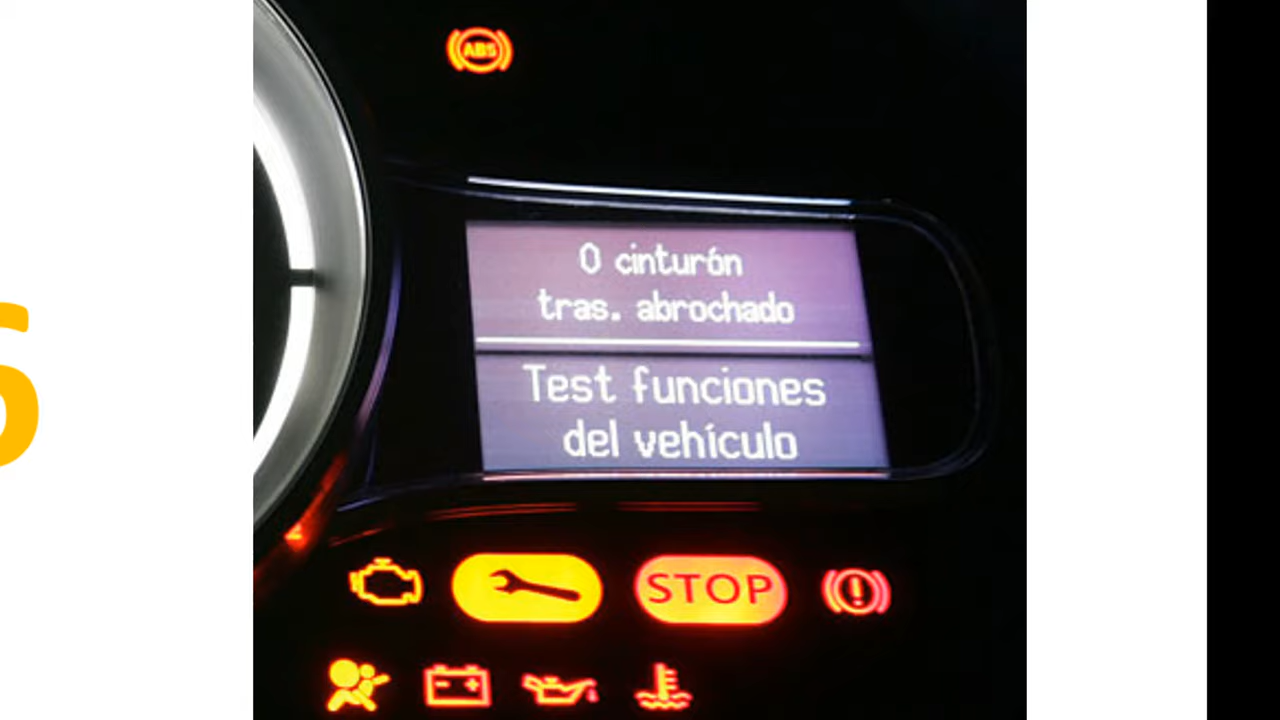 ABS
0 cinturón
tras. abrochado
Test funciones
del vehículo
STOP